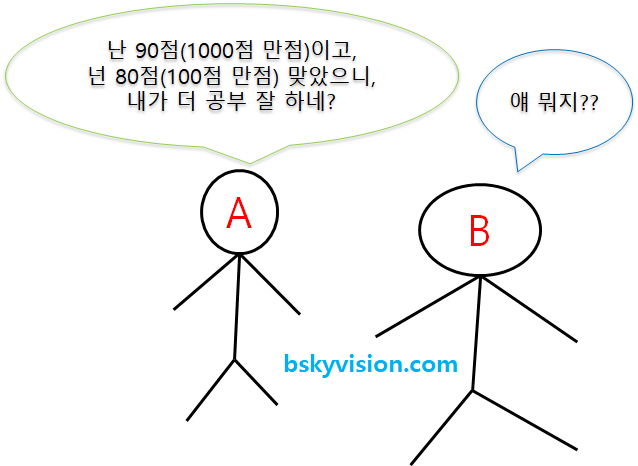 난 90점(1000점 만점)이고,
넌 80점(100점 만점) 맞았으니,
내가 더 공부 잘 하네?
얘 뭐지??
A
B
bskyvision.com